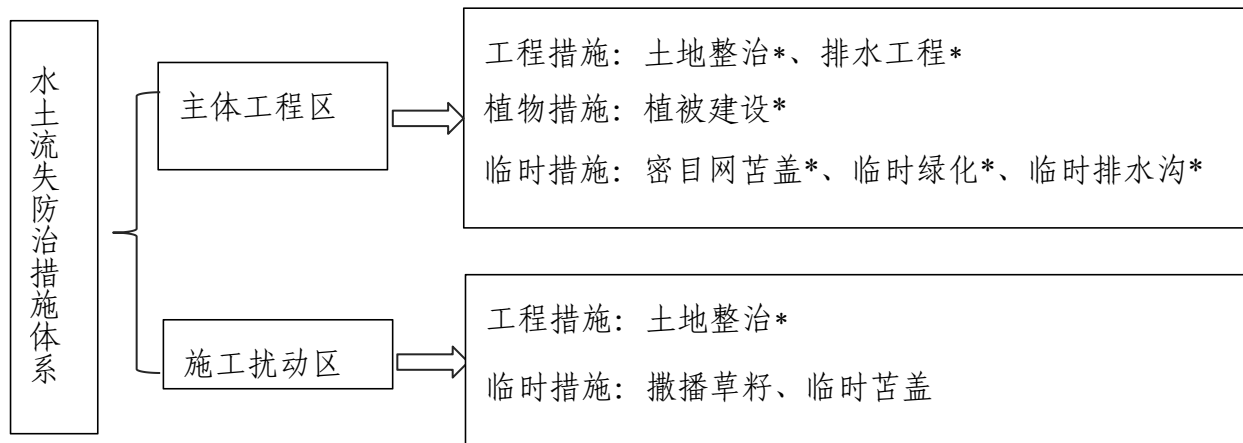 水土流失防治措施体系
主体工程区
工程措施：土地整治*、排水工程*
植物措施：植被建设*
临时措施：密目网苫盖*、临时绿化*、临时排水沟*
施工扰动区
工程措施：土地整治*
临时措施：撒播草籽、临时苫盖